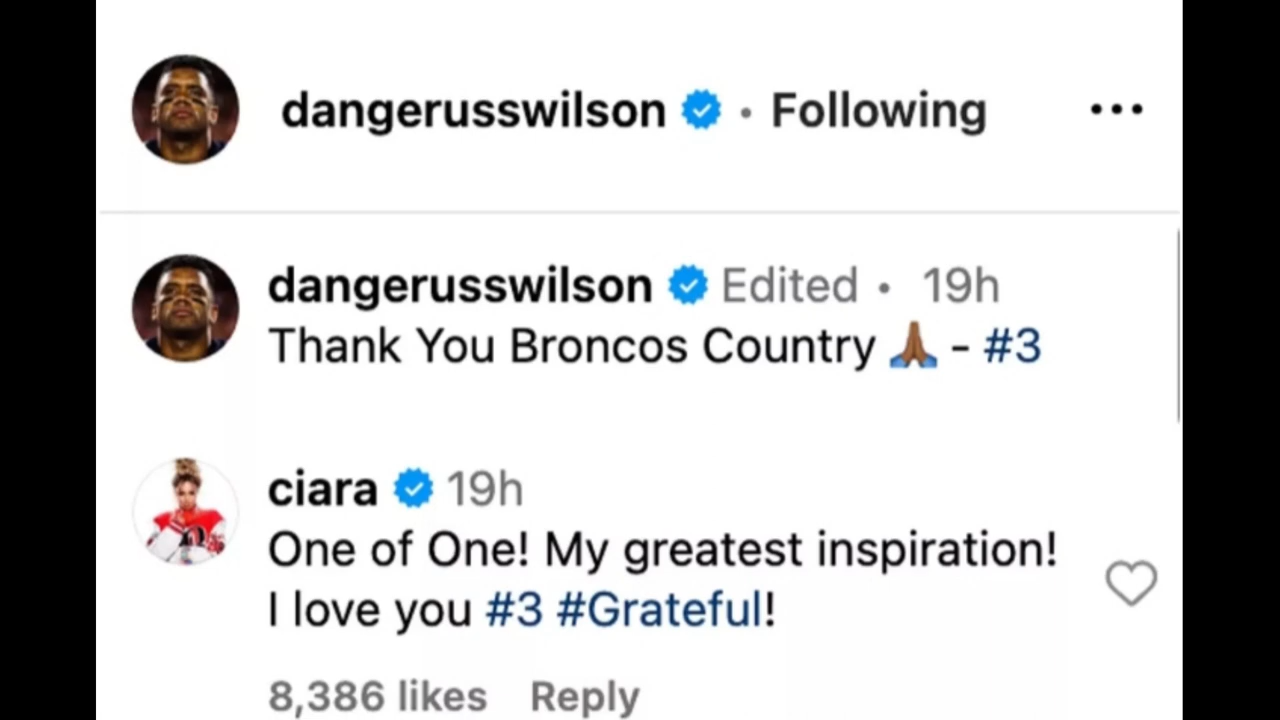 dangerusswilson • Following •••
dangerusswilson Edited • 19h
Thank You Broncos Country 🙏🏾 - #3
ciara 19h
One of One! My greatest inspiration!
I love you #3 #Grateful!
8,386 likes Reply